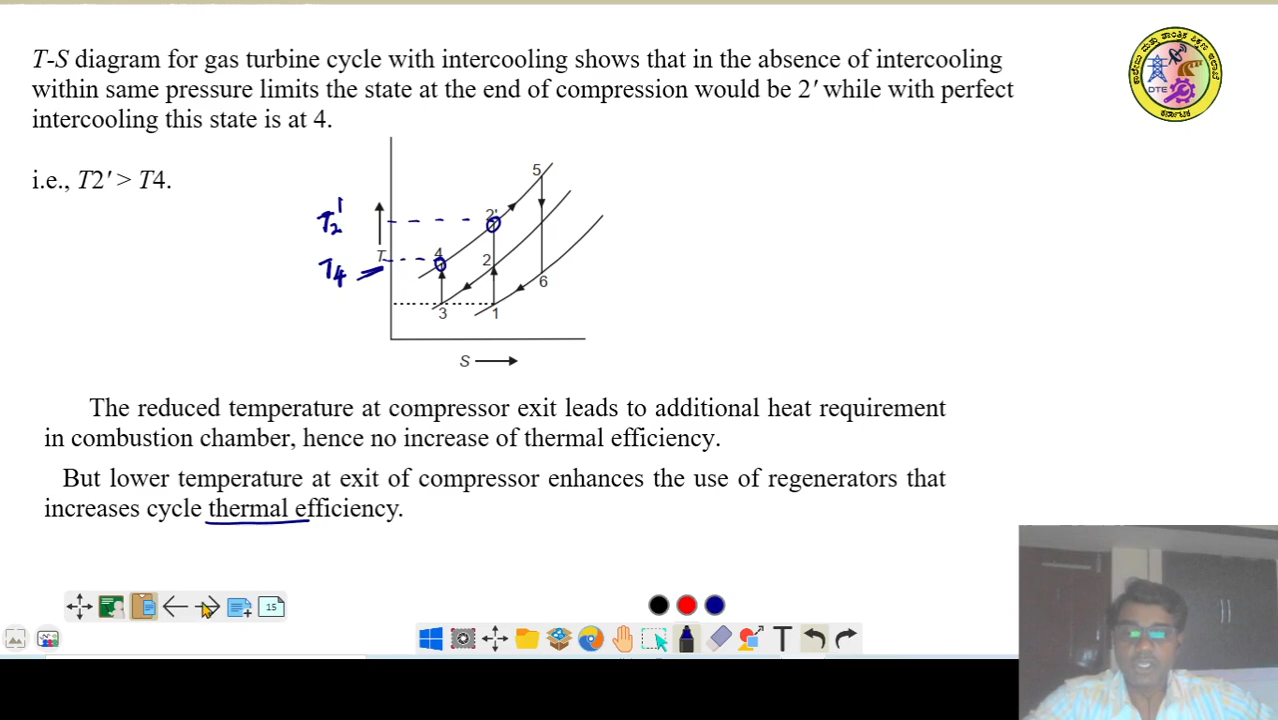 T-S diagram for gas turbine cycle with intercooling shows that in the absence of intercooling
within same pressure limits the state at the end of compression would be 2′ while with perfect
intercooling this state is at 4.
DTE
i.e., T2′ > T4.
5
T2′
2'
T
4
2
T4
6
3
1
S
The reduced temperature at compressor exit leads to additional heat requirement
in combustion chamber, hence no increase of thermal efficiency.
But lower temperature at exit of compressor enhances the use of regenerators that
increases cycle thermal efficiency.
15
T